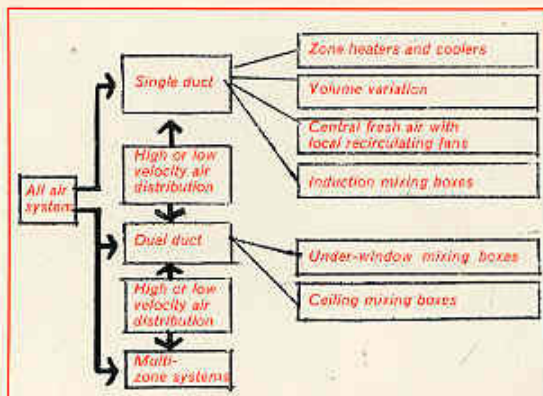 All air
systems
Single duct
High or low
velocity air
distribution
Dual duct
High or low
velocity air
distribution
Multi-
zone systems
Zone heaters and coolers
Volume variation
Central fresh air with
local recirculating fans
Induction mixing boxes
Under-window mixing boxes
Ceiling mixing boxes